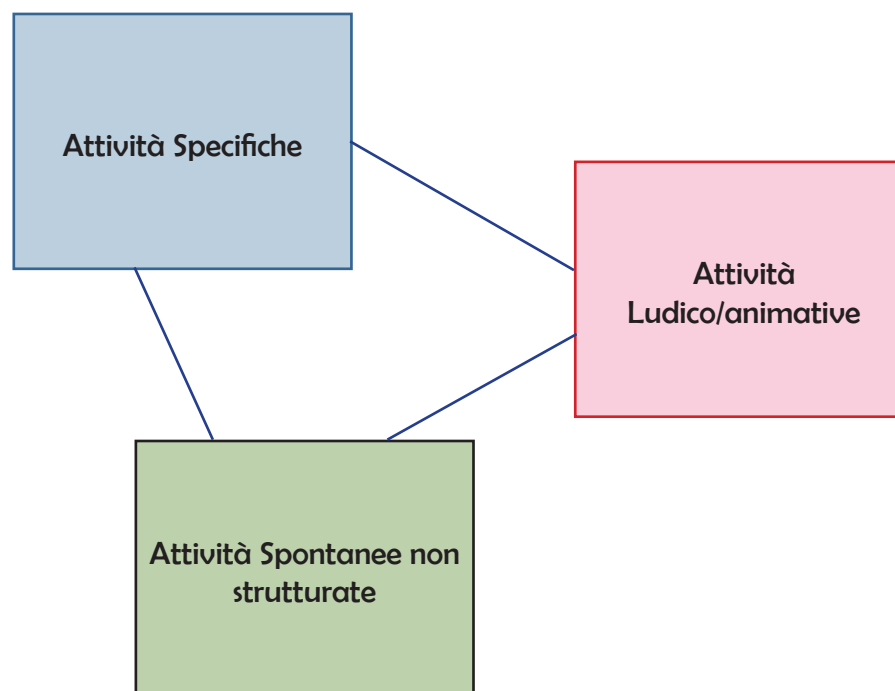 Attività Specifiche
Attività
Ludico/animative
Attività Spontanee non
strutturate